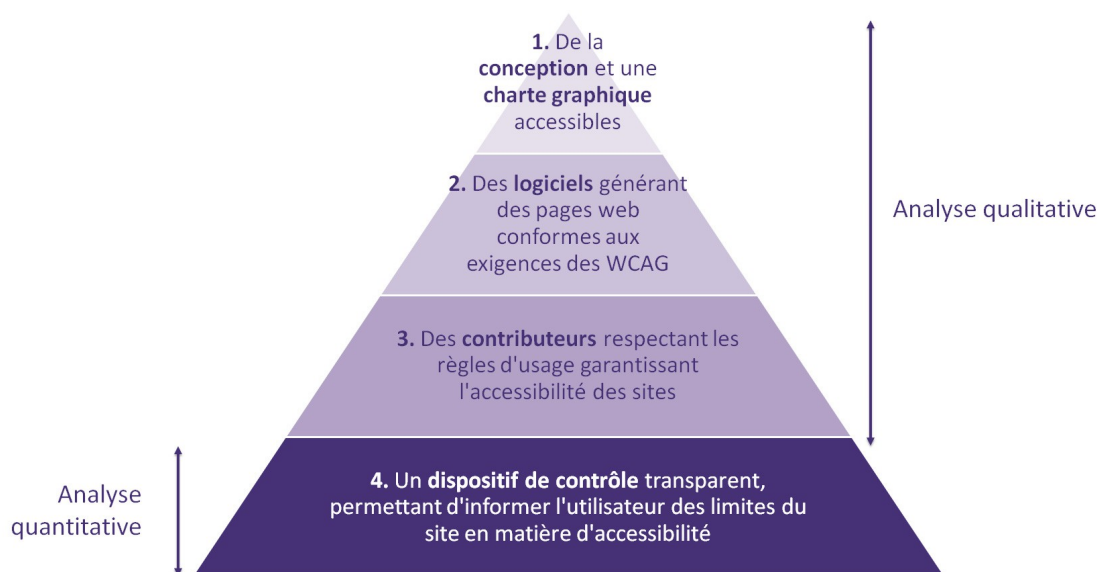 1. De la
conception et une
charte graphique
accessibles
2. Des logiciels générant
des pages web
conformes aux
exigences des WCAG
Analyse qualitative
3. Des contributeurs respectant les
règles d'usage garantissant
l'accessibilité des sites
4. Un dispositif de contrôle transparent,
permettant d'informer l'utilisateur des limites du
site en matière d'accessibilité
Analyse
quantitative